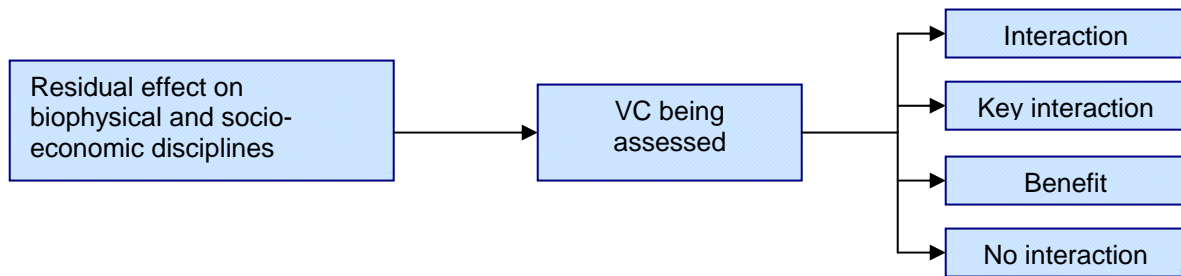 Residual effect on
biophysical and socio-
economic disciplines
VC being
assessed
Interaction
Key interaction
Benefit
No interaction